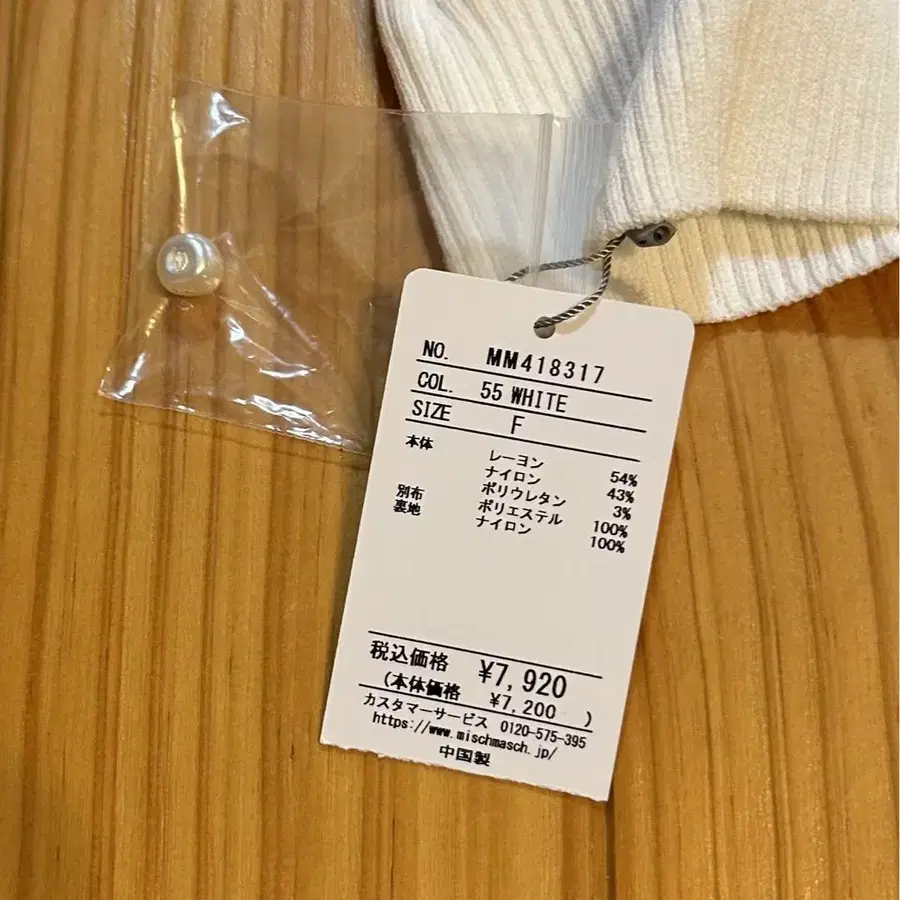 NO. MM418317
COL. 55 WHITE
SIZE F
本体 レーヨン 54%
ナイロン 43%
ポリウレタン 3%
別布 ポリエステル 100%
裏地 ナイロン 100%
税込価格 ¥7,920
(本体価格 ¥7,200 )
カスタマーサービス 0120-575-395
https://www.mischmasch.jp/
中国製